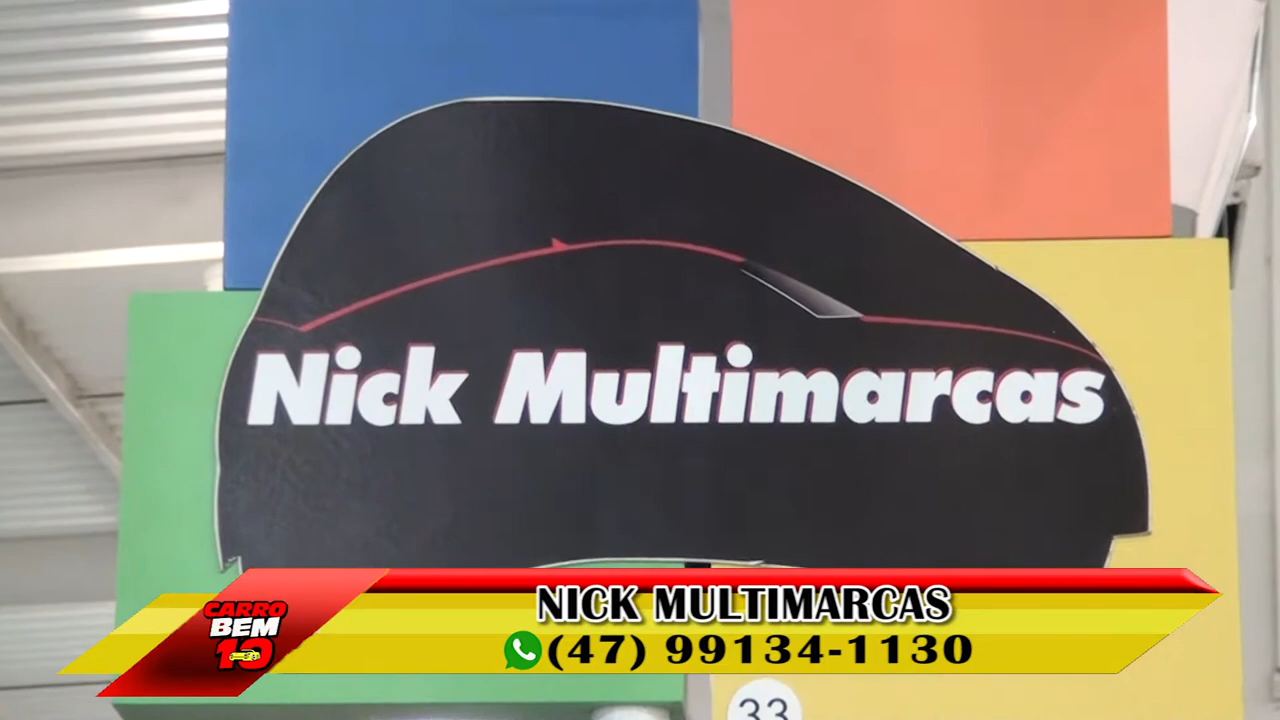 Nick Multimarcas
NICK MULTIMARCAS
(47) 99134-1130
CARRO
BEM
10
33